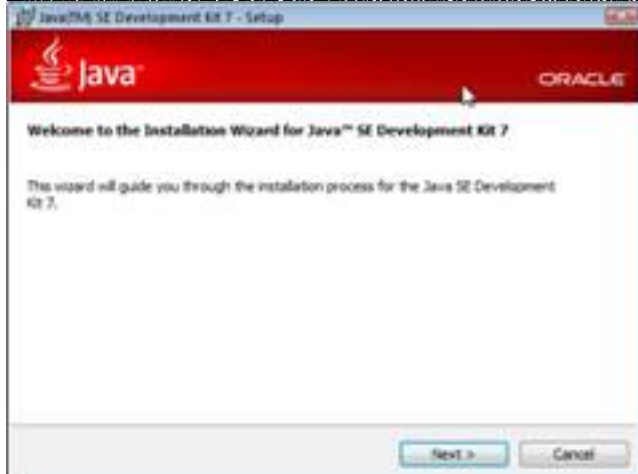 Java(TM) SE Development Kit 7 - Setup
Java™
ORACLE
Welcome to the Installation Wizard for Java™ SE Development Kit 7
This wizard will guide you through the installation process for the Java SE Development
Kit 7.
Next >
Cancel